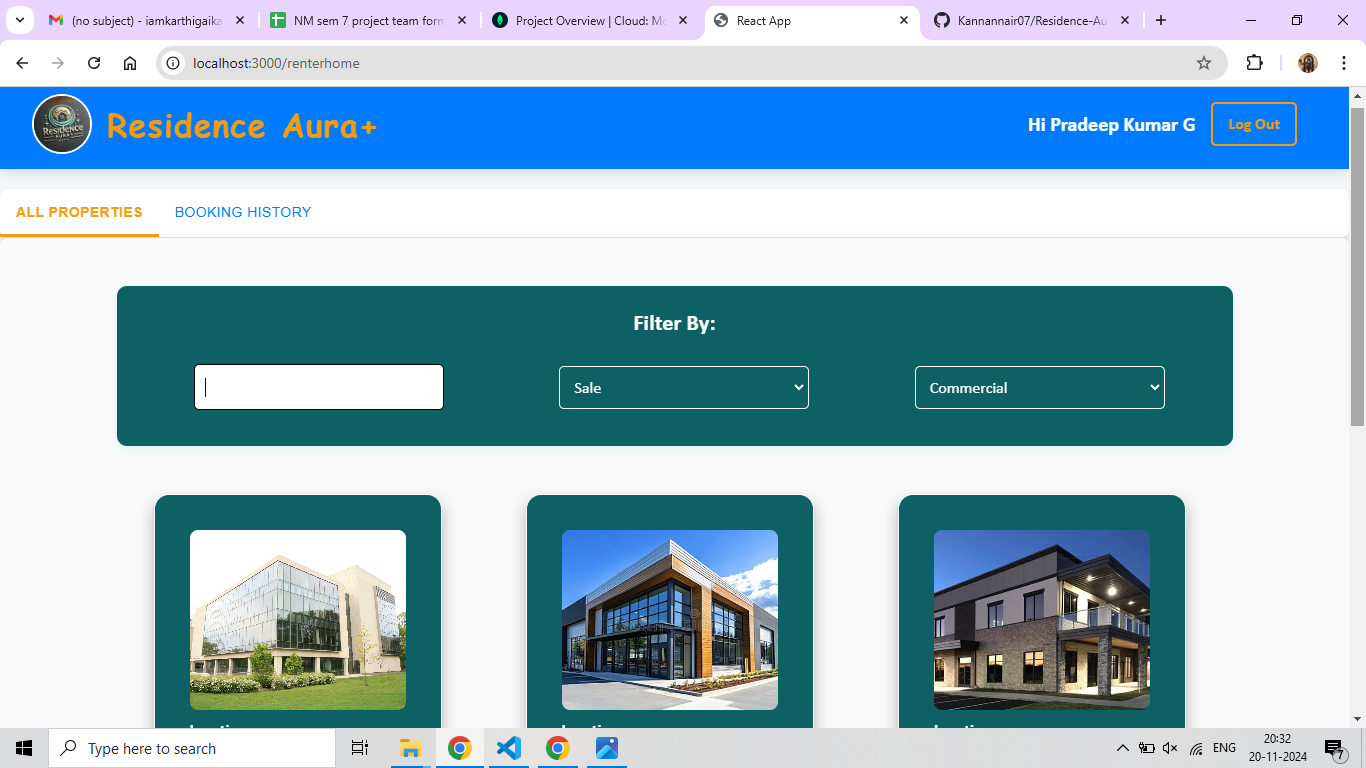 (no subject) - iamkarthigaika
NM sem 7 project team form
Project Overview | Cloud: Mo
React App
Kannannair07/Residence-Au
localhost:3000/renterhome
Residence Aura+
Hi Pradeep Kumar G
Log Out
ALL PROPERTIES
BOOKING HISTORY
Filter By:
Sale
Commercial
Type here to search
ENG
20:32
20-11-2024
7